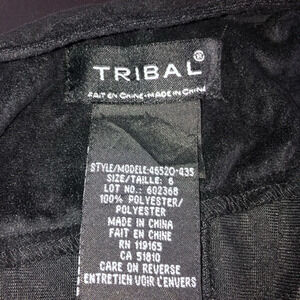 TRIBAL®
FAIT EN CHINE-MADE IN CHINA
STYLE/MODELE:46520-435
SIZE/TAILLE: 6
LOT NO.: 602368
100% POLYESTER/
POLYESTER
MADE IN CHINA
FAIT EN CHINE
RN 119165
CA 51810
CARE ON REVERSE
ENTRETIEN VOIR L'ENVERS